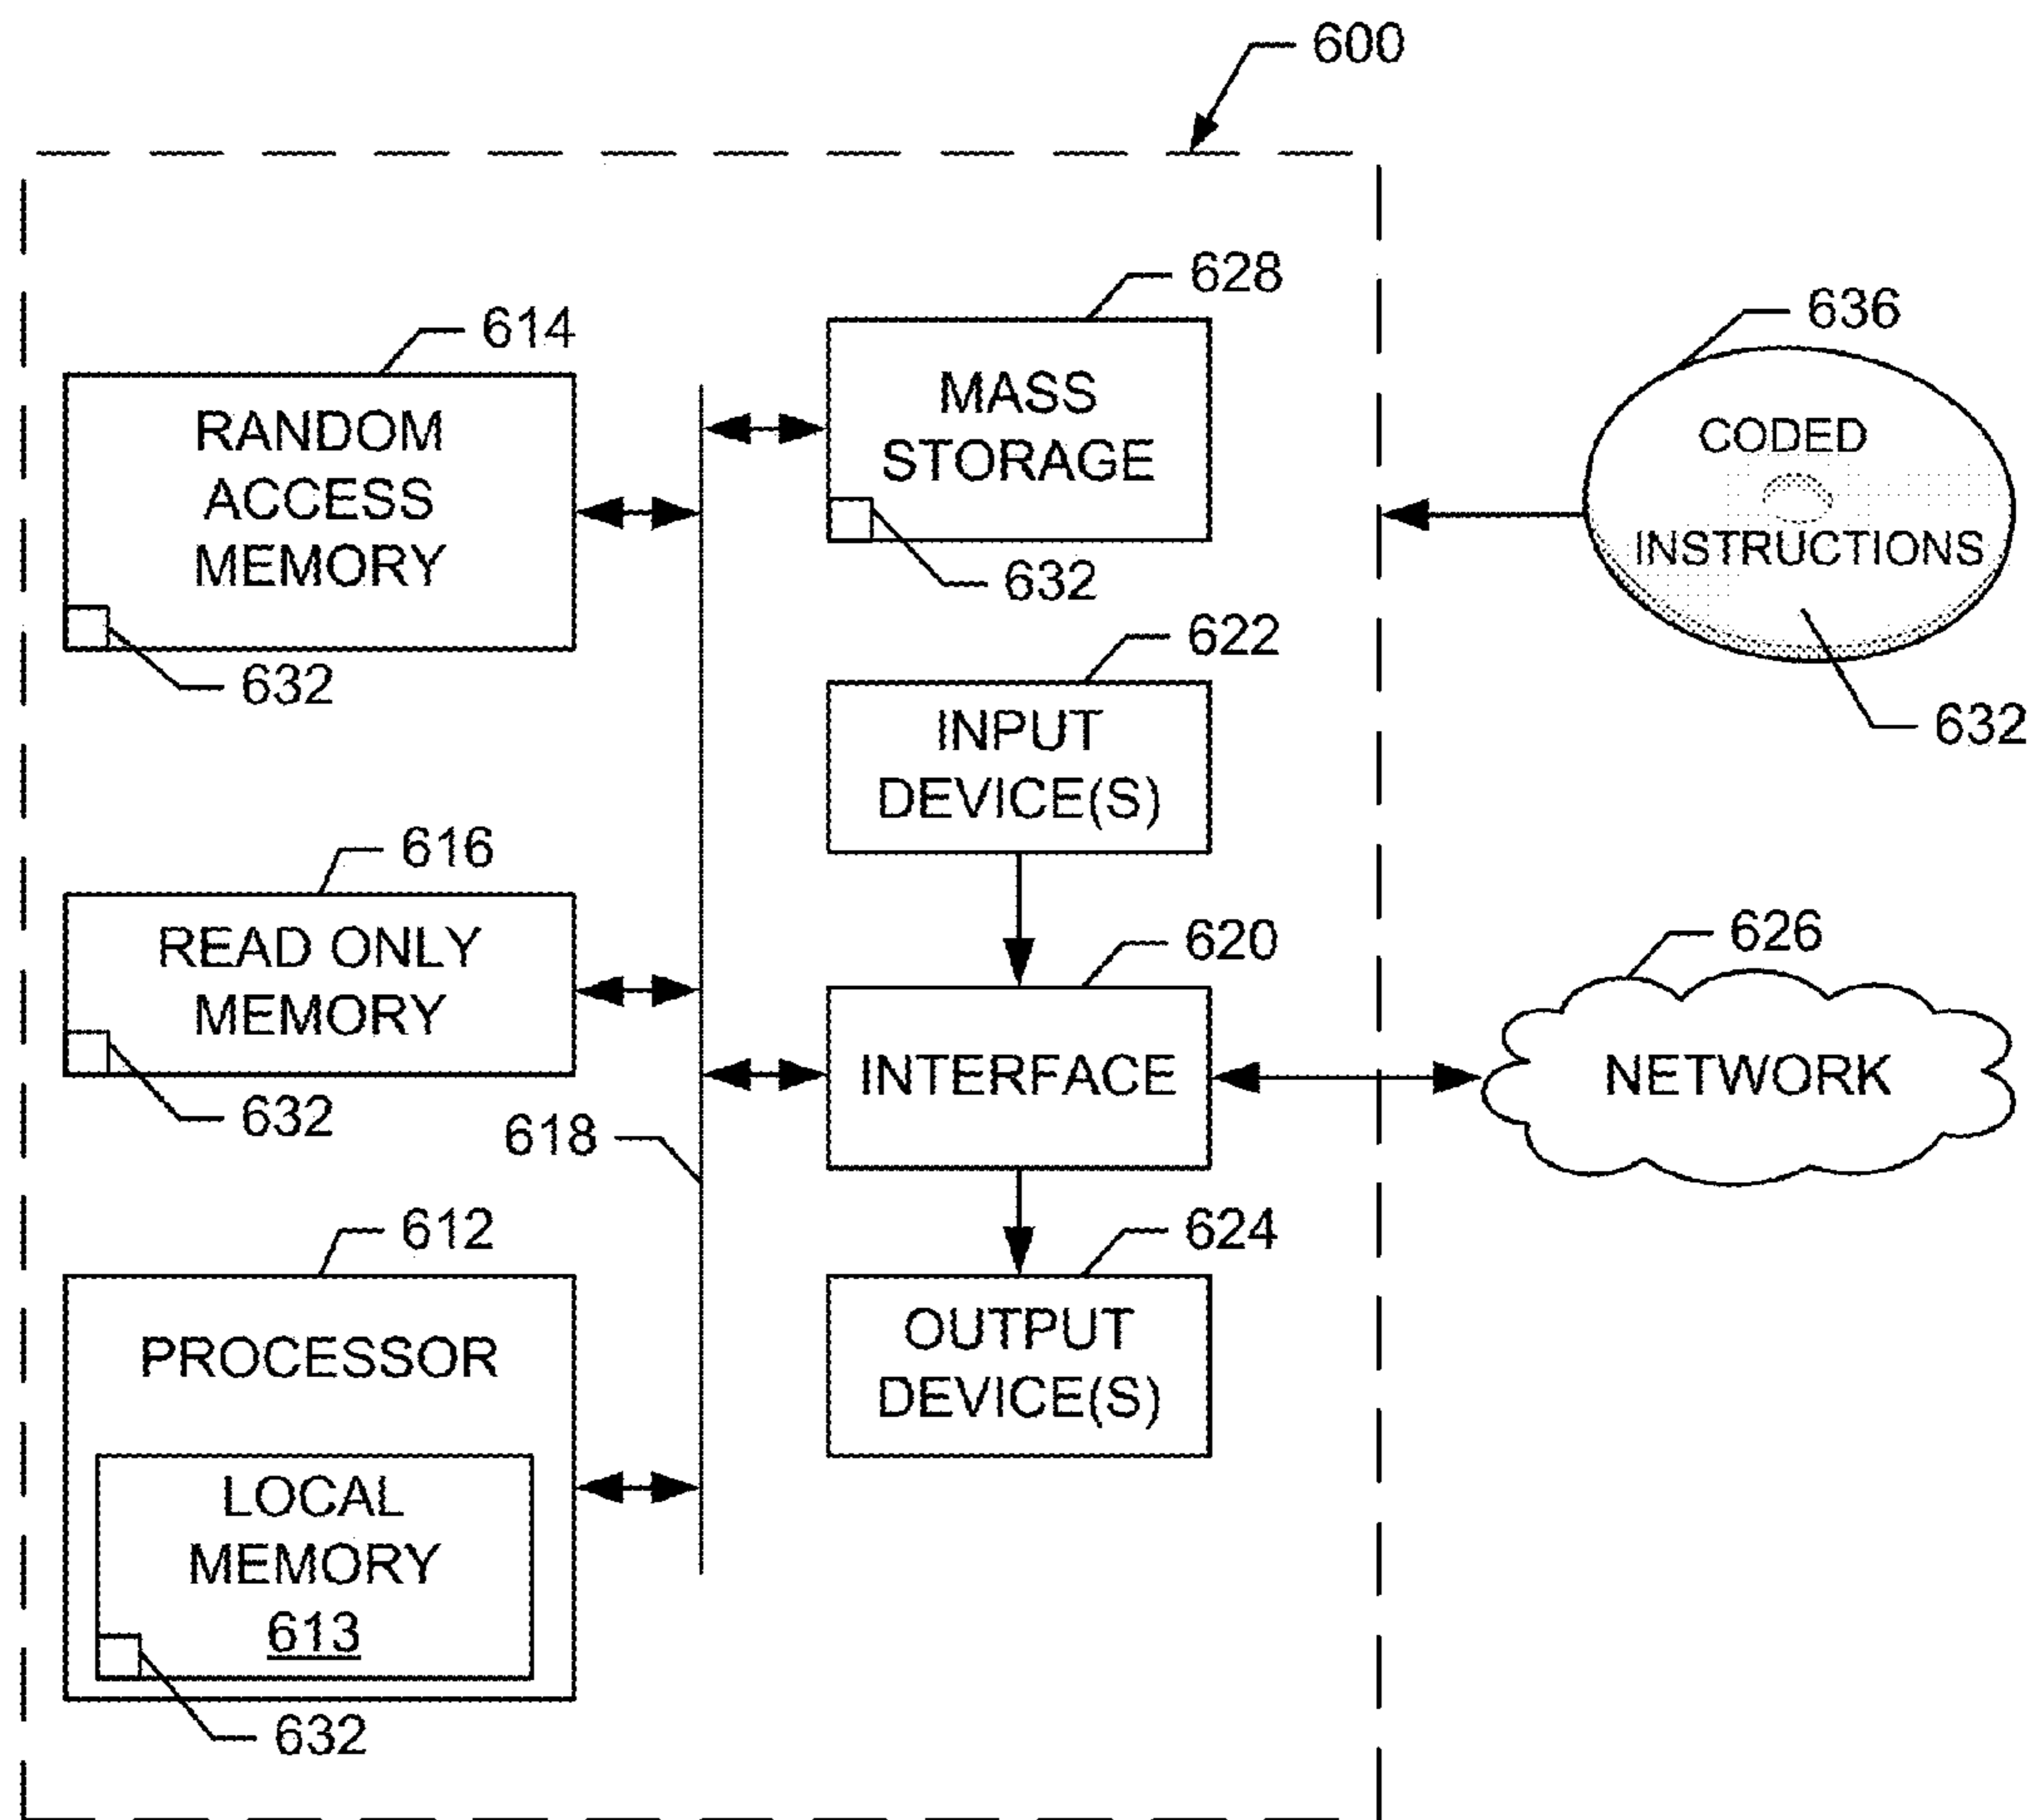 600
628
614
636
MASS
STORAGE
RANDOM
ACCESS
MEMORY
CODED
INSTRUCTIONS
632
622
632
632
INPUT
DEVICE(S)
616
READ ONLY
MEMORY
620
626
INTERFACE
NETWORK
632
618
612
624
PROCESSOR
OUTPUT
DEVICE(S)
LOCAL
MEMORY
613
632